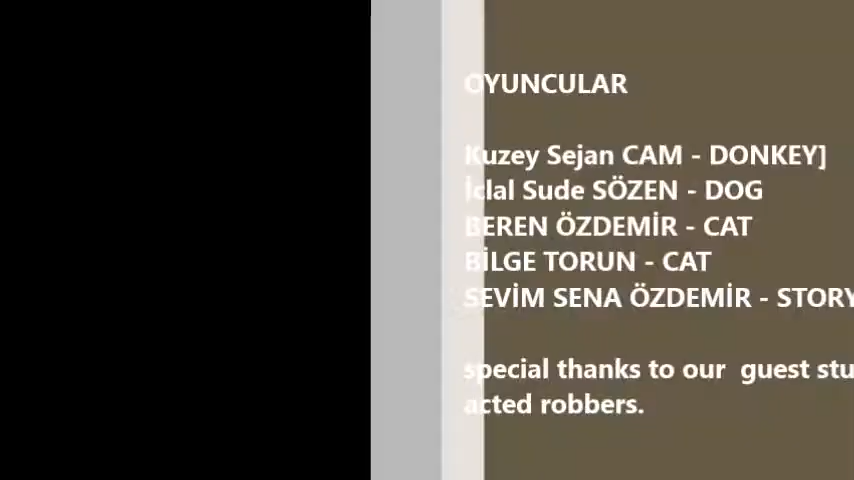 OYUNCULAR
Kuzey Sejan CAM - DONKEY]
İclal Sude SÖZEN - DOG
BEREN ÖZDEMİR - CAT
BİLGE TORUN - CAT
SEVİM SENA ÖZDEMİR - STORY
special thanks to our  guest stu
acted robbers.